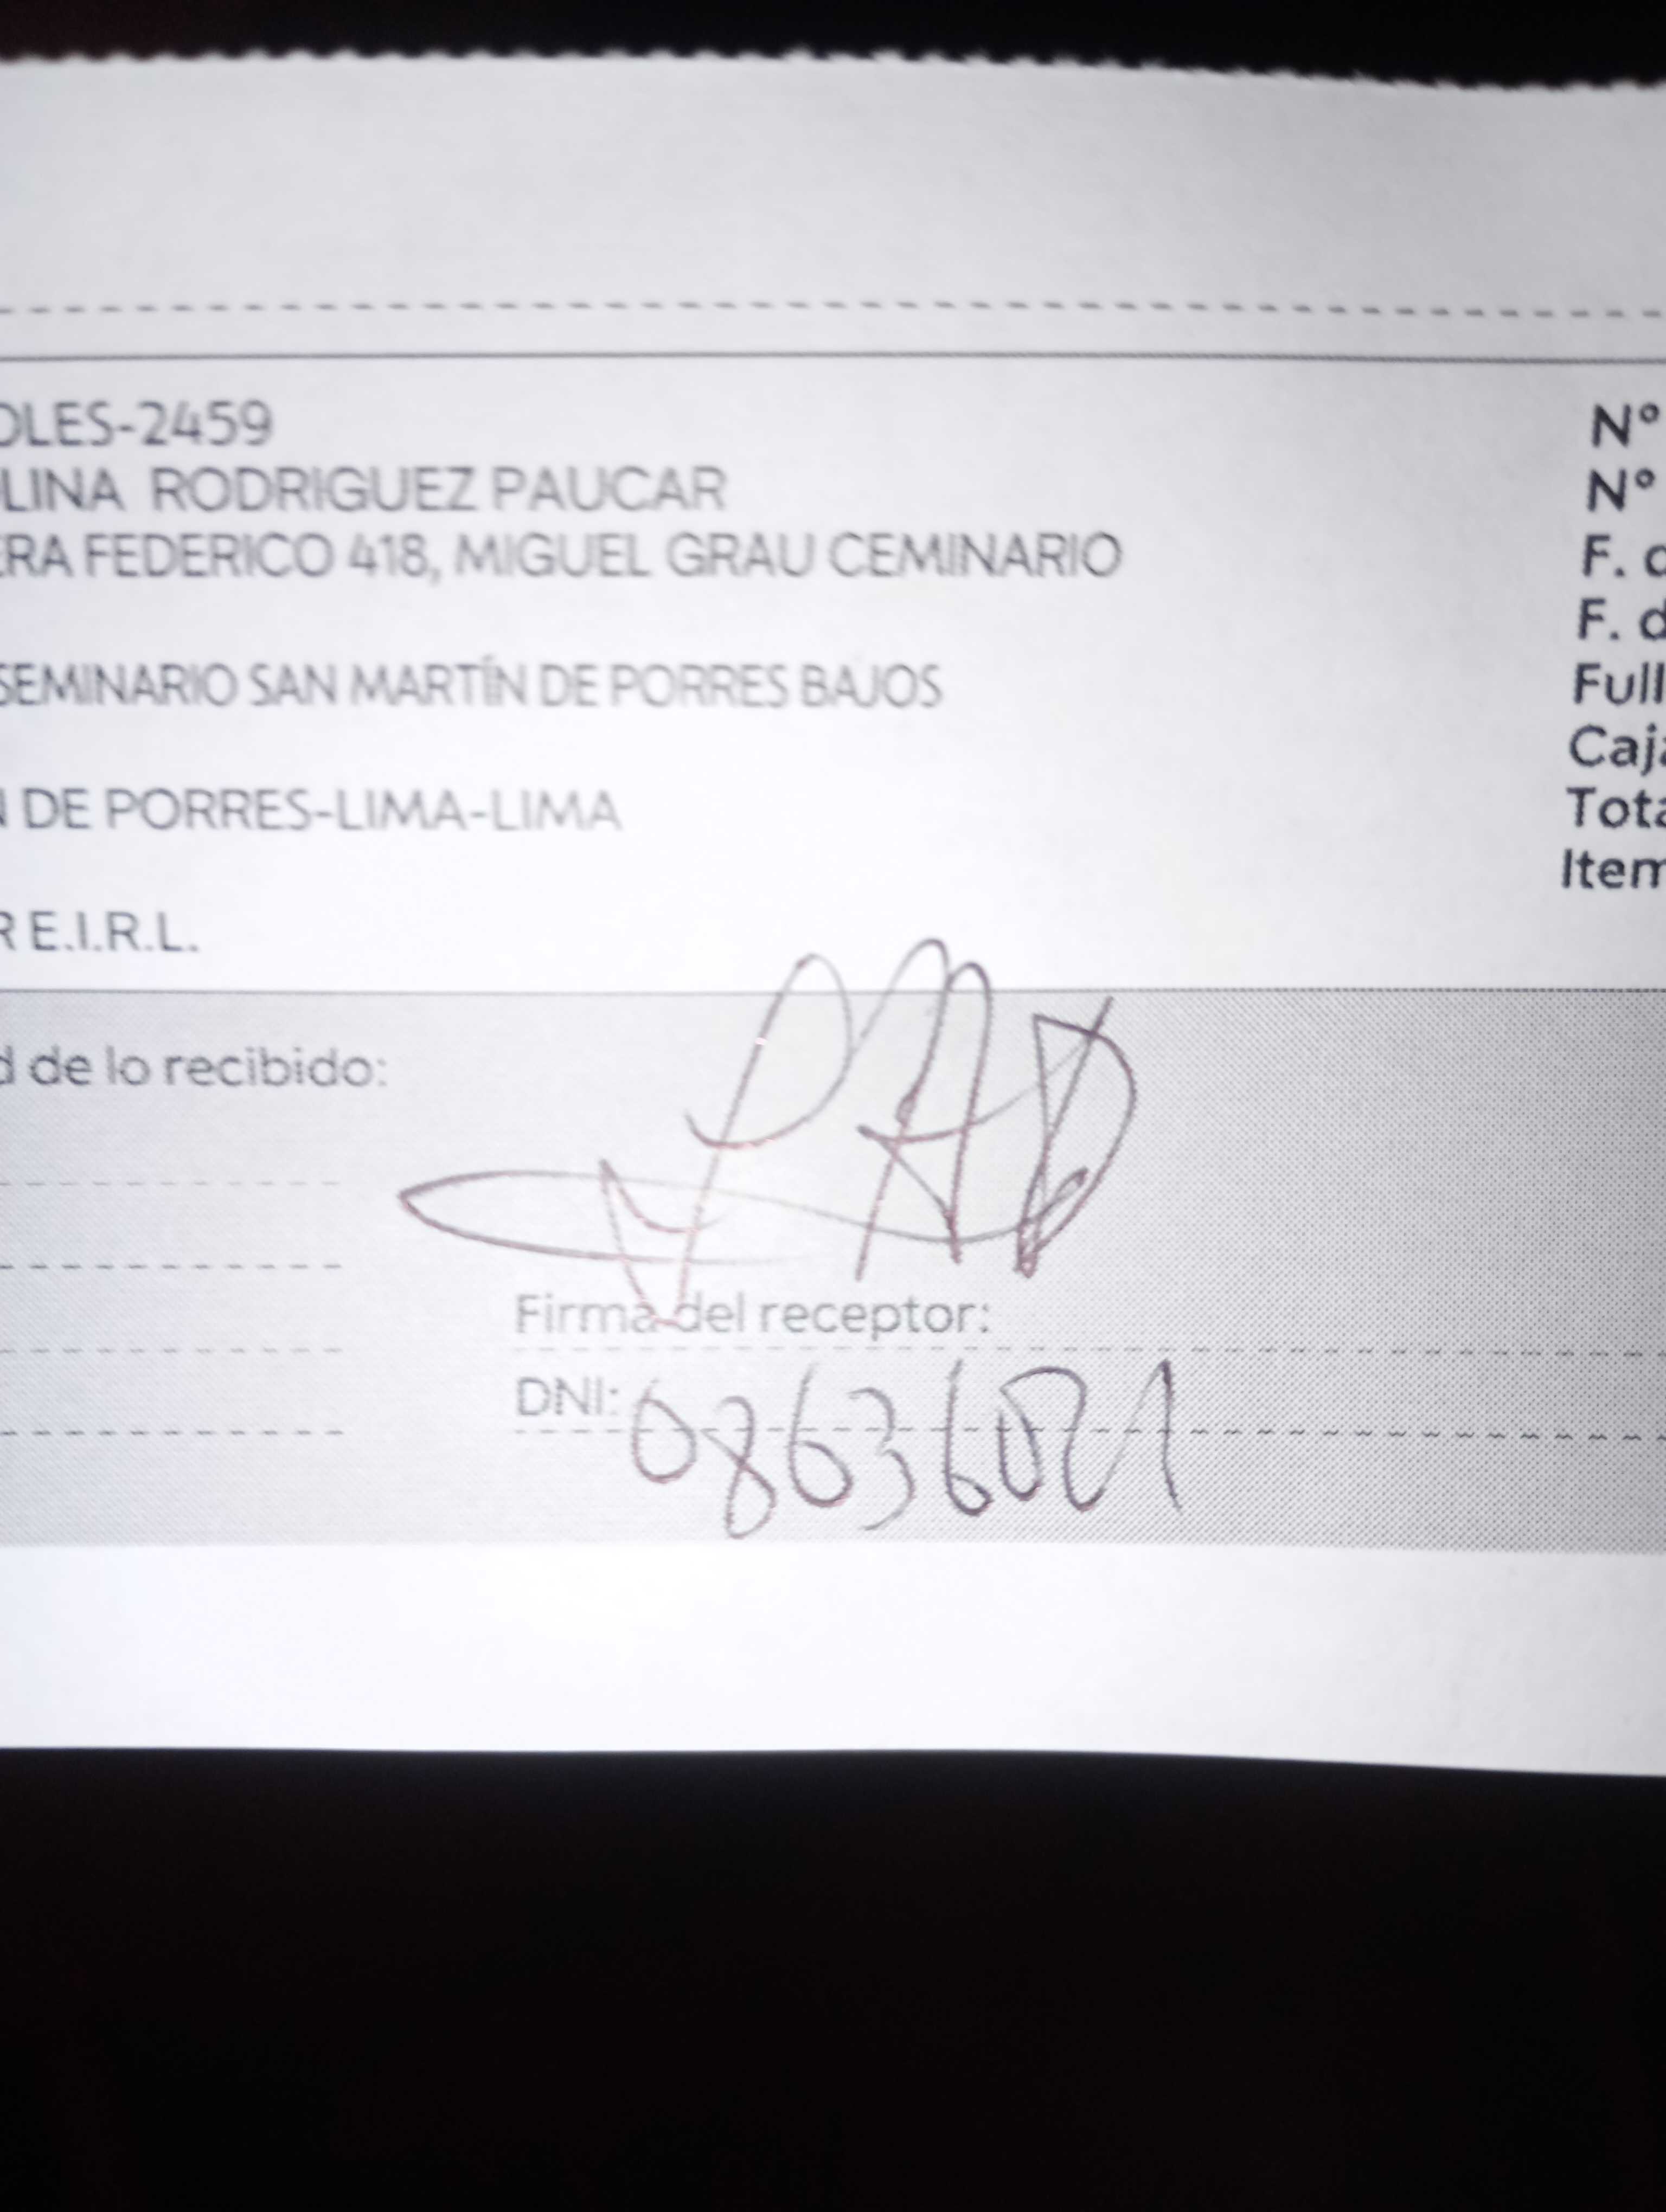 OLES-2459
LINA RODRIGUEZ PAUCAR
ERA FEDERICO 418, MIGUEL GRAU CEMINARIO
SEMINARIO SAN MARTÍN DE PORRES BAJOS
N DE PORRES-LIMA-LIMA
R E.I.R.L.
N°
N°
F. d
F. d
Full
Caja
Tota
Item
d de lo recibido:
Firma del receptor:
DNI: 08636021